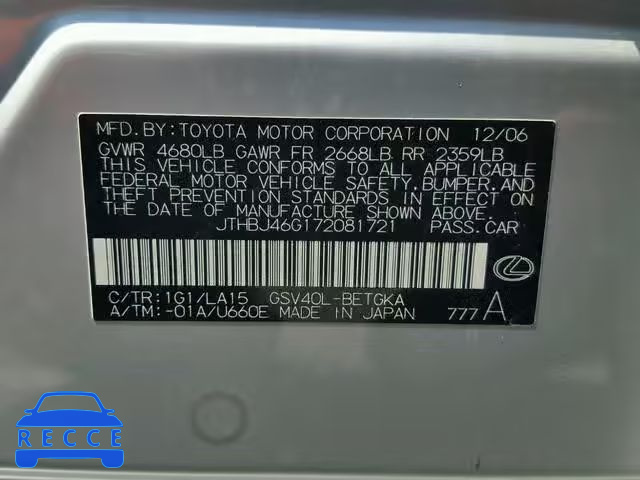 MFD.BY:TOYOTA MOTOR CORPORATION 12/06
GVWR 4680LB GAWR FR 2668LB RR 2359LB
THIS VEHICLE CONFORMS TO ALL APPLICABLE
FEDERAL MOTOR VEHICLE SAFETY,BUMPER,AND
THEFT PREVENTION STANDARDS IN EFFECT ON
THE DATE OF MANUFACTURE SHOWN ABOVE.
JTHBJ46G172081721 PASS.CAR
C/TR:1G1/LA15 GSV40L-BETGKA
A/TM:-01A/U660E MADE IN JAPAN 777A
RECCE